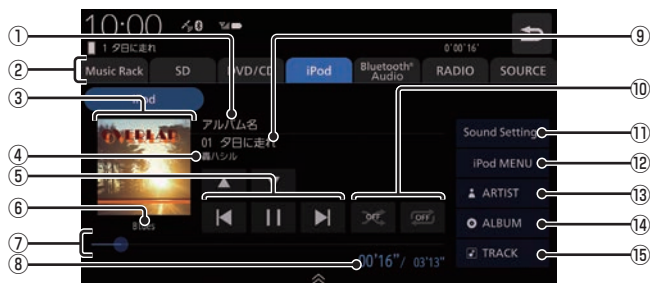 10:00
1 夕日に走れ
0'00'16'
Music Rack SD DVD/CD iPod Bluetooth® Audio RADIO SOURCE
iPod
OVERLAP
アルバム名
01 夕日に走れ
轟ハシル
OFF OFF
Blues
00'16"/ 03'13"
Sound Setting
iPod MENU
ARTIST
ALBUM
TRACK
①
②
③
④
⑤
⑥
⑦
⑧
⑨
⑩
⑪
⑫
⑬
⑭
⑮